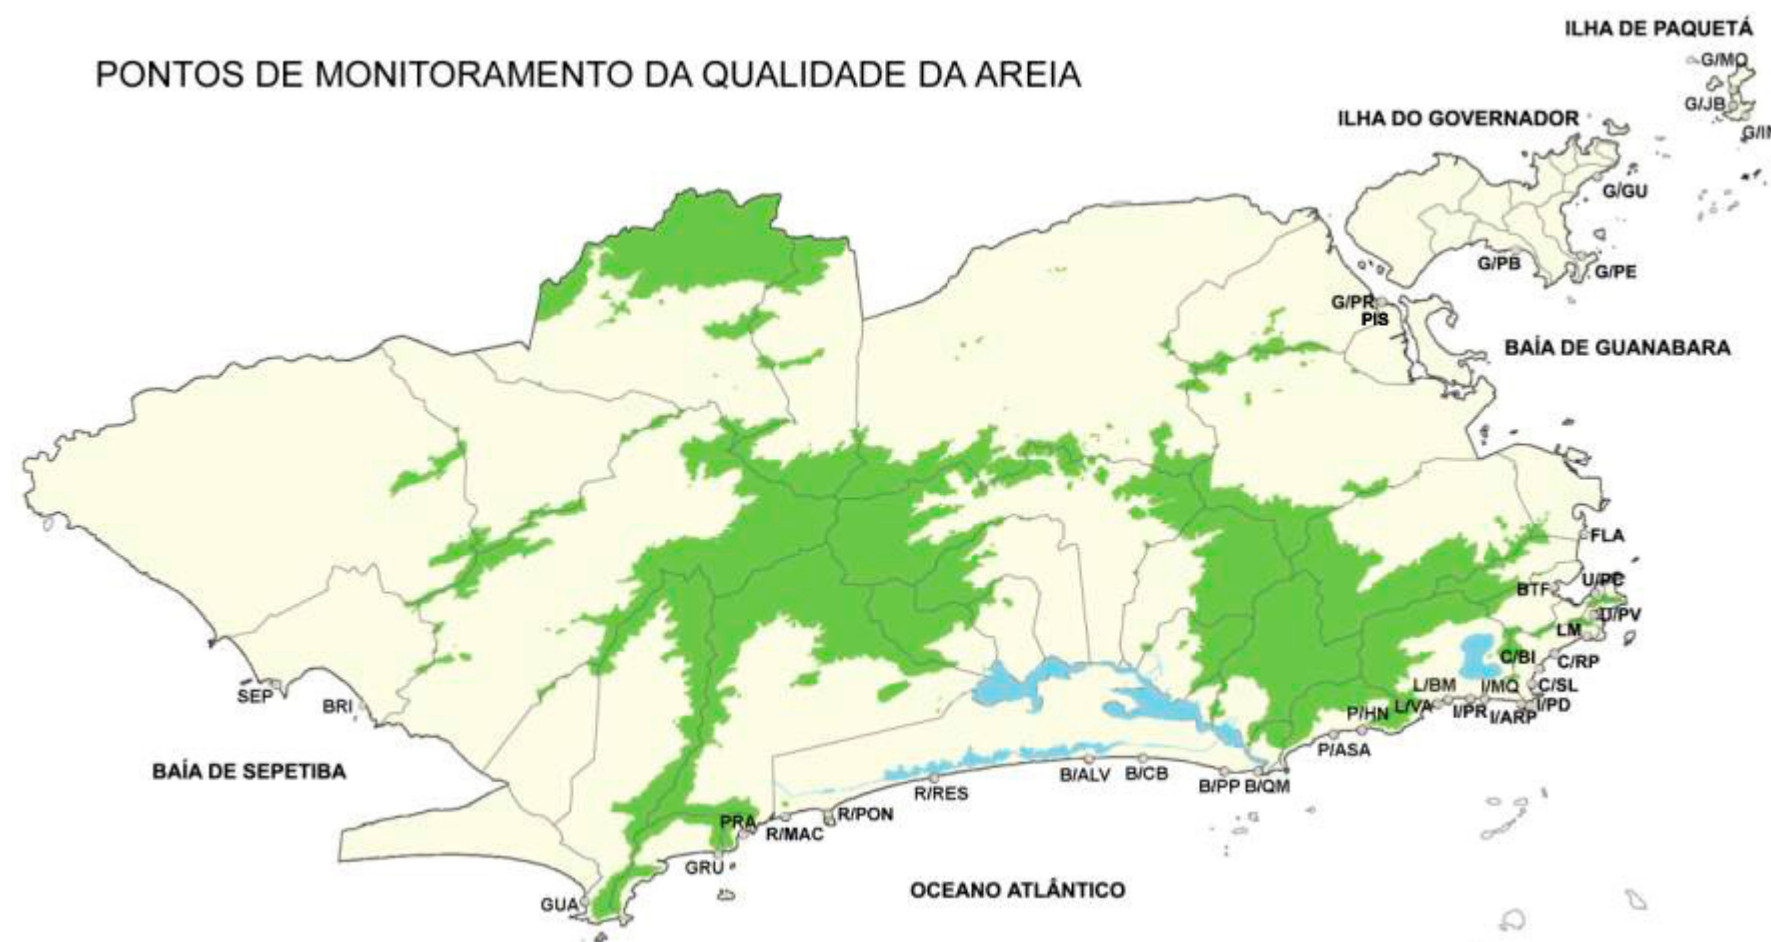 ILHA DE PAQUETÁ
G/MO
PONTOS DE MONITORAMENTO DA QUALIDADE DA AREIA
G/JB
ILHA DO GOVERNADOR
G/GU
G/PB
G/PE
G/PR
PIS
BAÍA DE GUANABARA
FLA
U/PC
BTF
U/PV
LM
C/BI
C/RP
SEP
L/BM
I/MQ
C/SL
BRI
L/VA
I/PR
I/ARP
I/PD
P/HN
P/ASA
BAÍA DE SEPETIBA
B/ALV
B/CB
R/RES
B/PP
B/QM
PRA
R/MAC
R/PON
GRU
OCEANO ATLÂNTICO
GUA